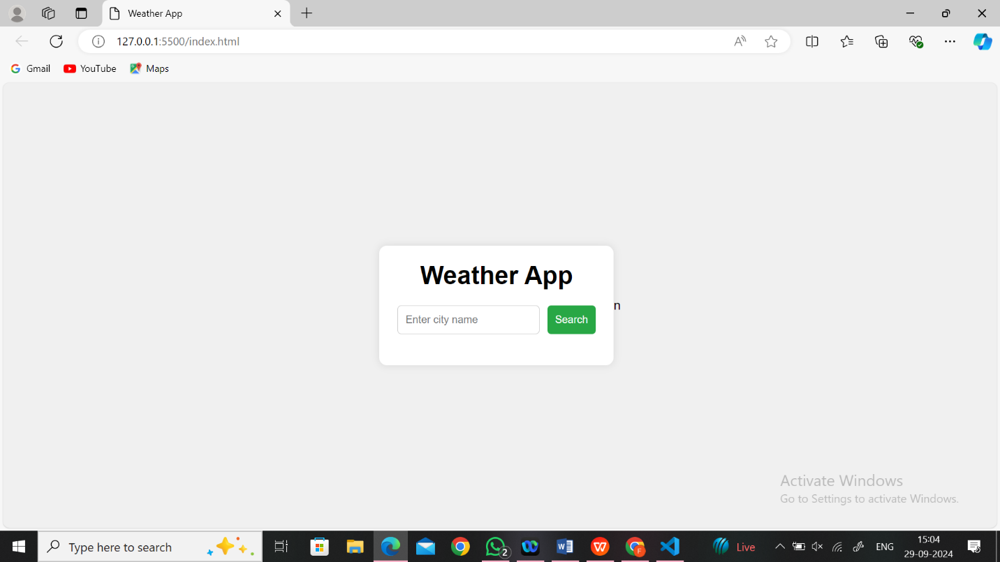 Weather App
127.0.0.1:5500/index.html
Gmail YouTube Maps
Weather App
n
Enter city name Search
Activate Windows
Go to Settings to activate Windows.
Type here to search
2
F
Live
ENG
15:04
29-09-2024